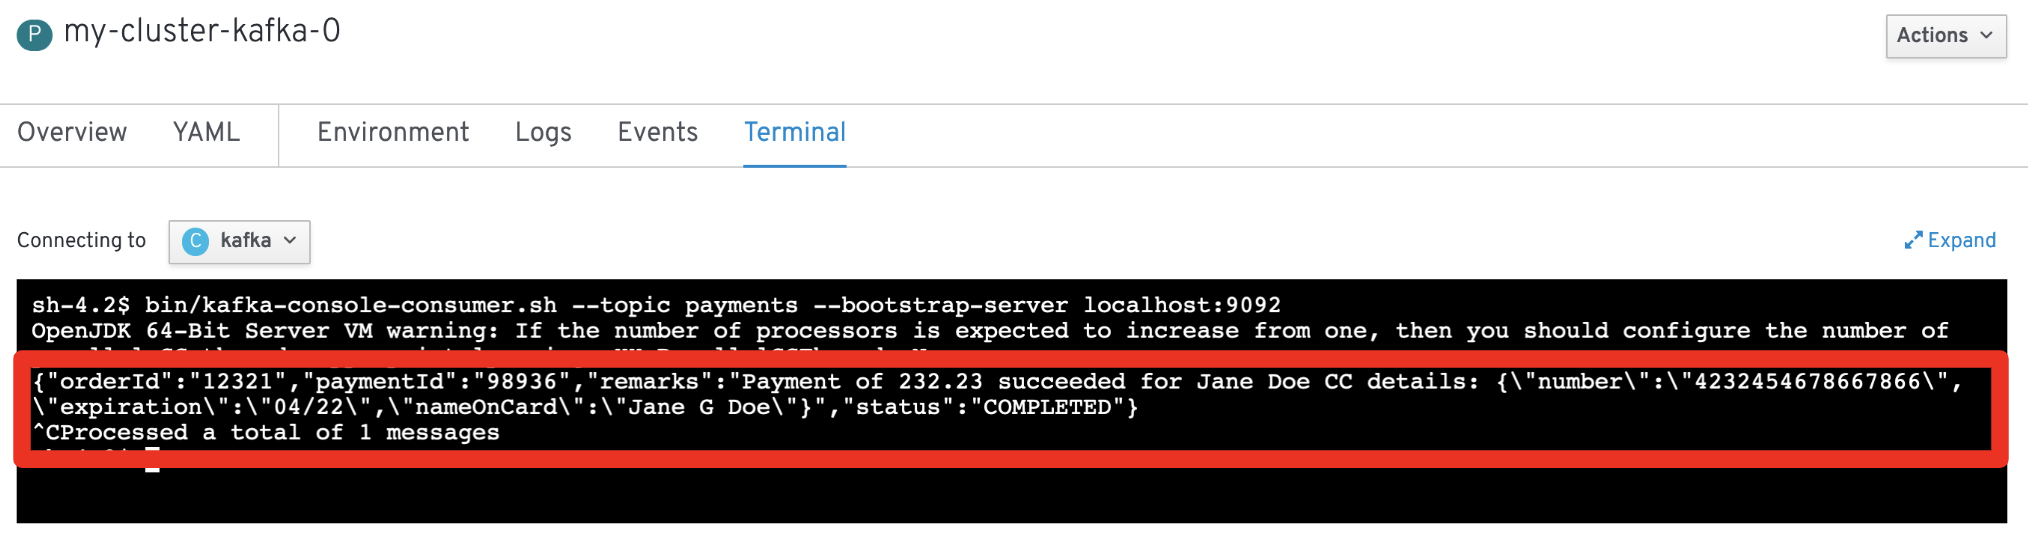 P my-cluster-kafka-0
Actions
Overview YAML Environment Logs Events Terminal
Connecting to C kafka
Expand
sh-4.2$ bin/kafka-console-consumer.sh --topic payments --bootstrap-server localhost:9092
OpenJDK 64-Bit Server VM warning: If the number of processors is expected to increase from one, then you should configure the number of
{"orderId":"12321","paymentId":"98936","remarks":"Payment of 232.23 succeeded for Jane Doe CC details: {\"number\":\"4232454678667866\",
\"expiration\":\"04/22\",\"nameOnCard\":\"Jane G Doe\"}","status":"COMPLETED"}
^CProcessed a total of 1 messages